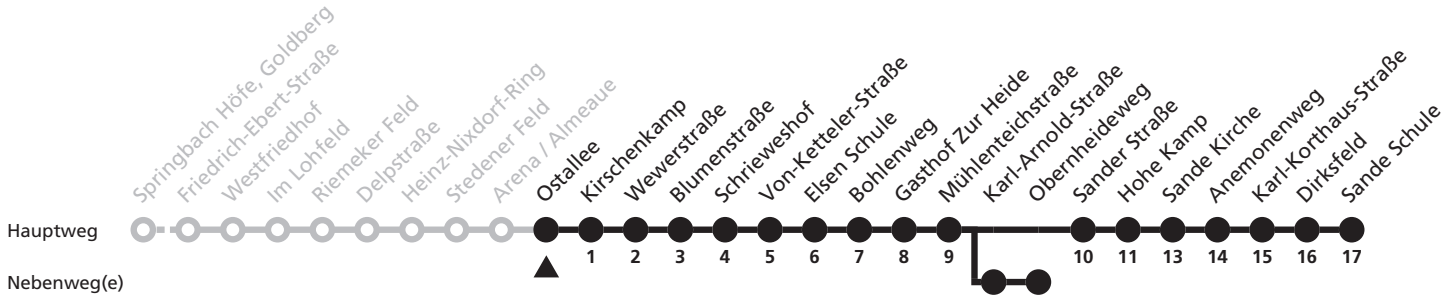 Springbach Höfe, Goldberg
Friedrich-Ebert-Straße
Westfriedhof
Im Lohfeld
Riemeker Feld
Delpstraße
Heinz-Nixdorf-Ring
Stedener Feld
Arena / Almeaue
Ostallee
Kirschenkamp
Wewerstraße
Blumenstraße
Schrieweshof
Von-Ketteler-Straße
Elsen Schule
Bohlenweg
Gasthof Zur Heide
Mühlenteichstraße
Karl-Arnold-Straße
Obernheideweg
Sander Straße
Hohe Kamp
Sande Kirche
Anemonenweg
Karl-Korthaus-Straße
Dirksfeld
Sande Schule
Hauptweg
1 2 3 4 5 6 7 8 9 10 11 13 14 15 16 17
Nebenweg(e)